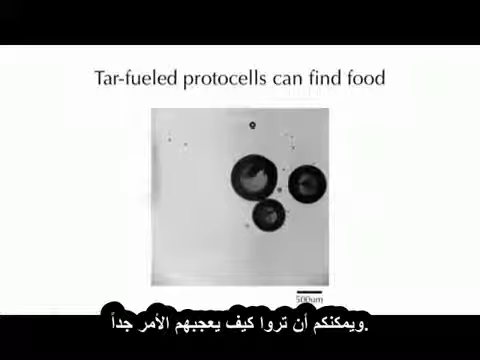 Tar-fueled protocells can find food
500um
ويمكنكم أن تروا كيف يعجبهم الأمر جداً.